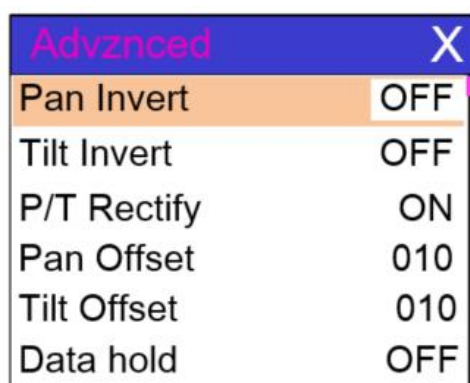 Advznced X
Pan Invert OFF
Tilt Invert OFF
P/T Rectify ON
Pan Offset 010
Tilt Offset 010
Data hold OFF